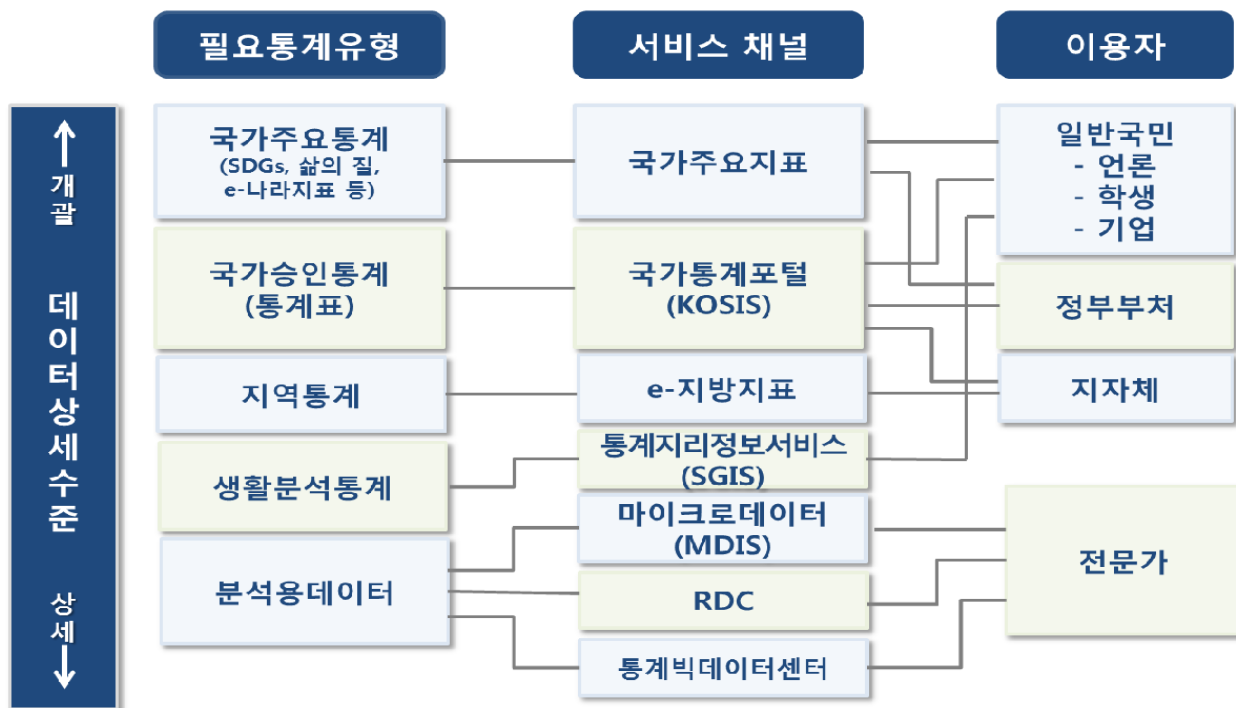 필요통계유형
서비스 채널
이용자
개괄
데이터상세수준
상세
국가주요통계
(SDGs, 삶의 질,
e-나라지표 등)
국가승인통계
(통계표)
지역통계
생활분석통계
분석용데이터
국가주요지표
국가통계포털
(KOSIS)
e-지방지표
통계지리정보서비스
(SGIS)
마이크로데이터
(MDIS)
RDC
통계빅데이터센터
일반국민
- 언론
- 학생
- 기업
정부부처
지자체
전문가